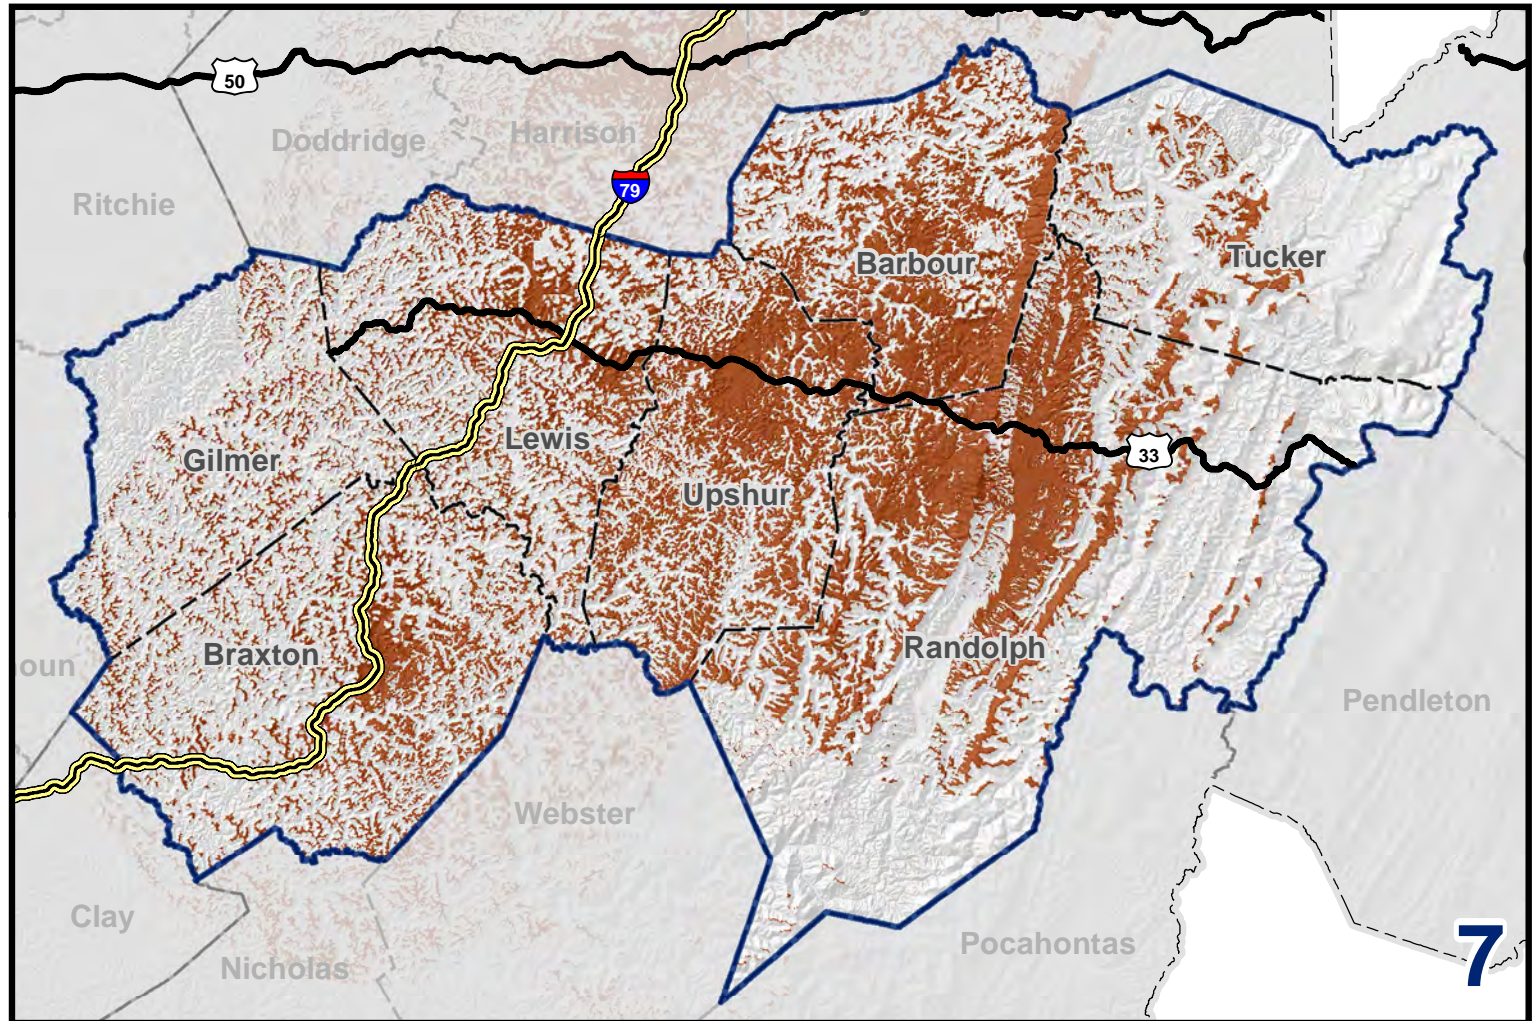 50
Doddridge
Harrison
79
Ritchie
Barbour
Tucker
Lewis
Gilmer
33
Upshur
Braxton
Randolph
oun
Pendleton
Webster
Clay
Pocahontas
Nicholas
7